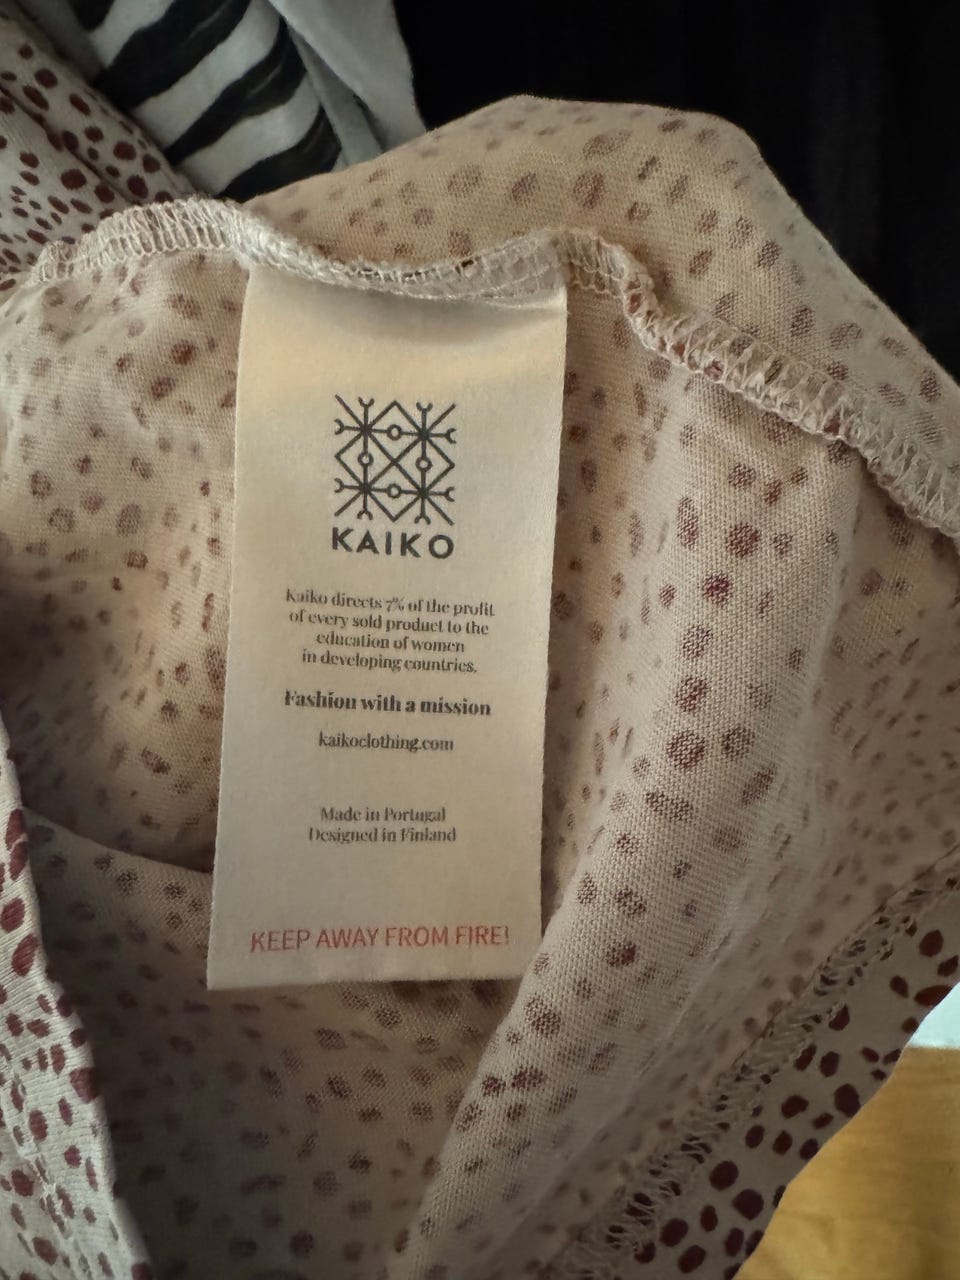 KAIKO
Kaiko directs 7% of the profit
of every sold product to the
education of women
in developing countries.
Fashion with a mission
kaikoclothing.com
Made in Portugal
Designed in Finland
KEEP AWAY FROM FIRE!